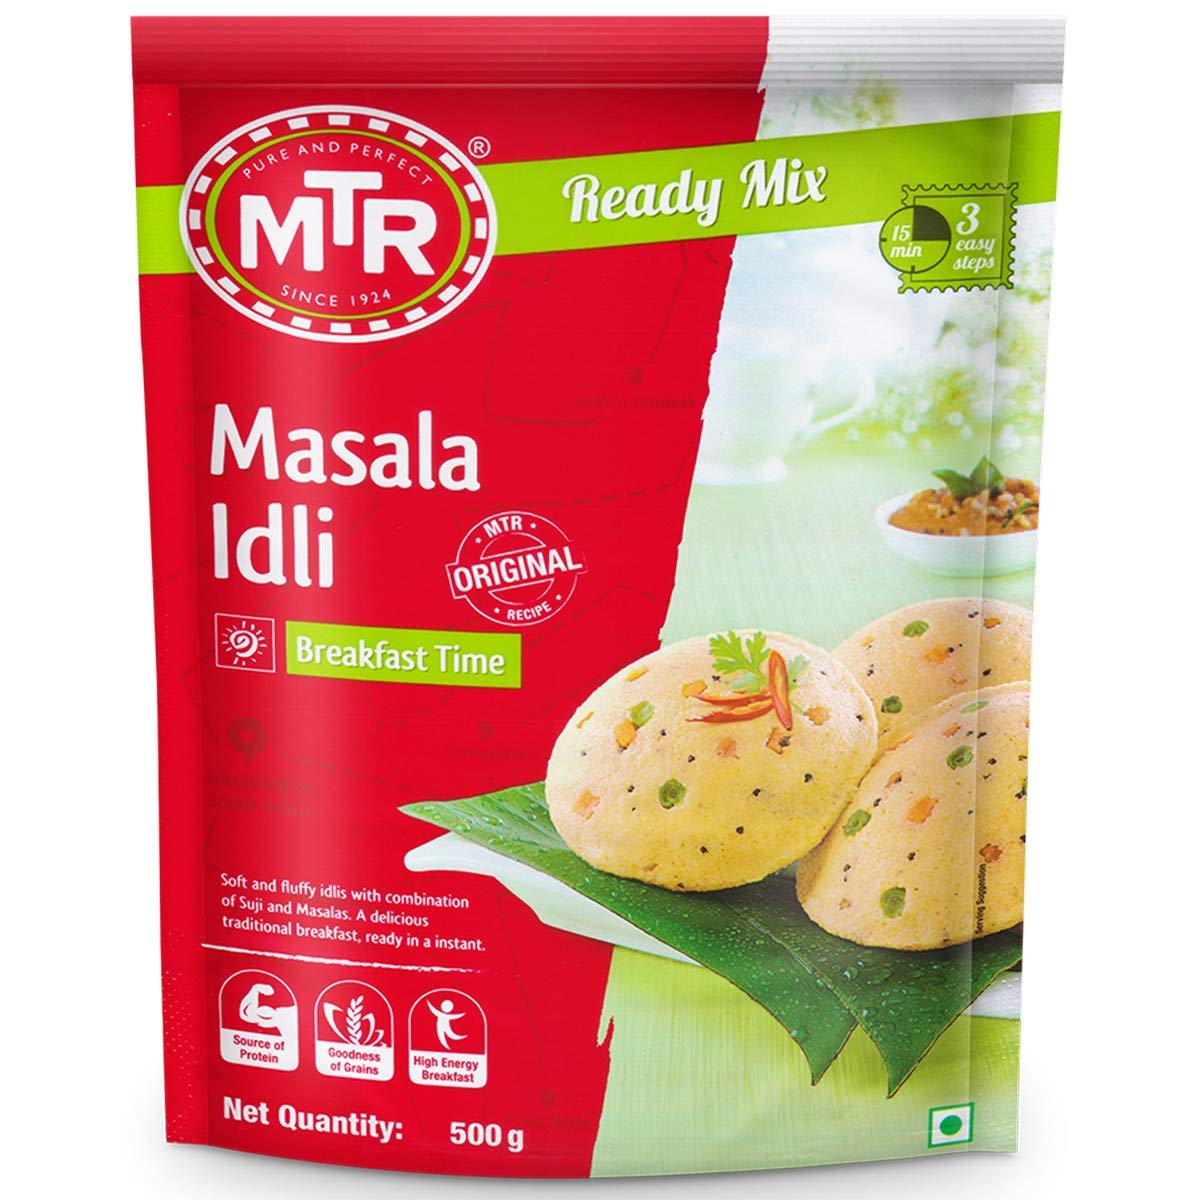 PURE AND PERFECT
MTR
®
SINCE 1924
Ready Mix
15
min
3
easy
steps
Masala
Idli
MTR
ORIGINAL
RECIPE
Breakfast Time
Soft and fluffy idlis with combination
of Suji and Masalas. A delicious
traditional breakfast, ready in a instant.
Serving Suggestion
Source of
Protein
Goodness
of Grains
High Energy
Breakfast
Net Quantity: 500 g